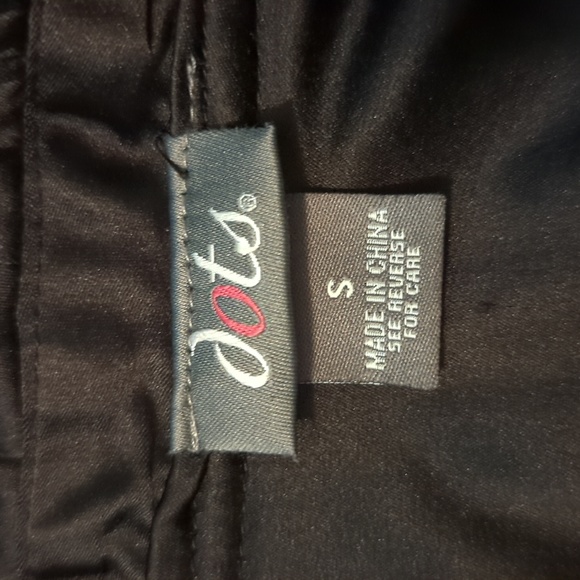 dots®
S
MADE IN CHINA
SEE REVERSE
FOR CARE